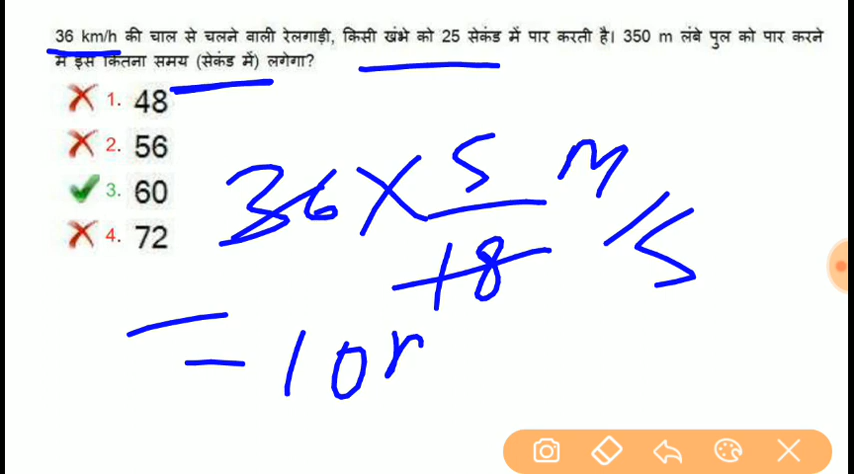 36 km/h की चाल से चलने वाली रेलगाड़ी, किसी खंभे को 25 सेकंड में पार करती है। 350 m लंबे पुल को पार करने
में इसे कितना समय (सेकंड में) लगेगा?
1. 48
2. 56
3. 60
4. 72
36 × 5/18 m/s
= 10 m